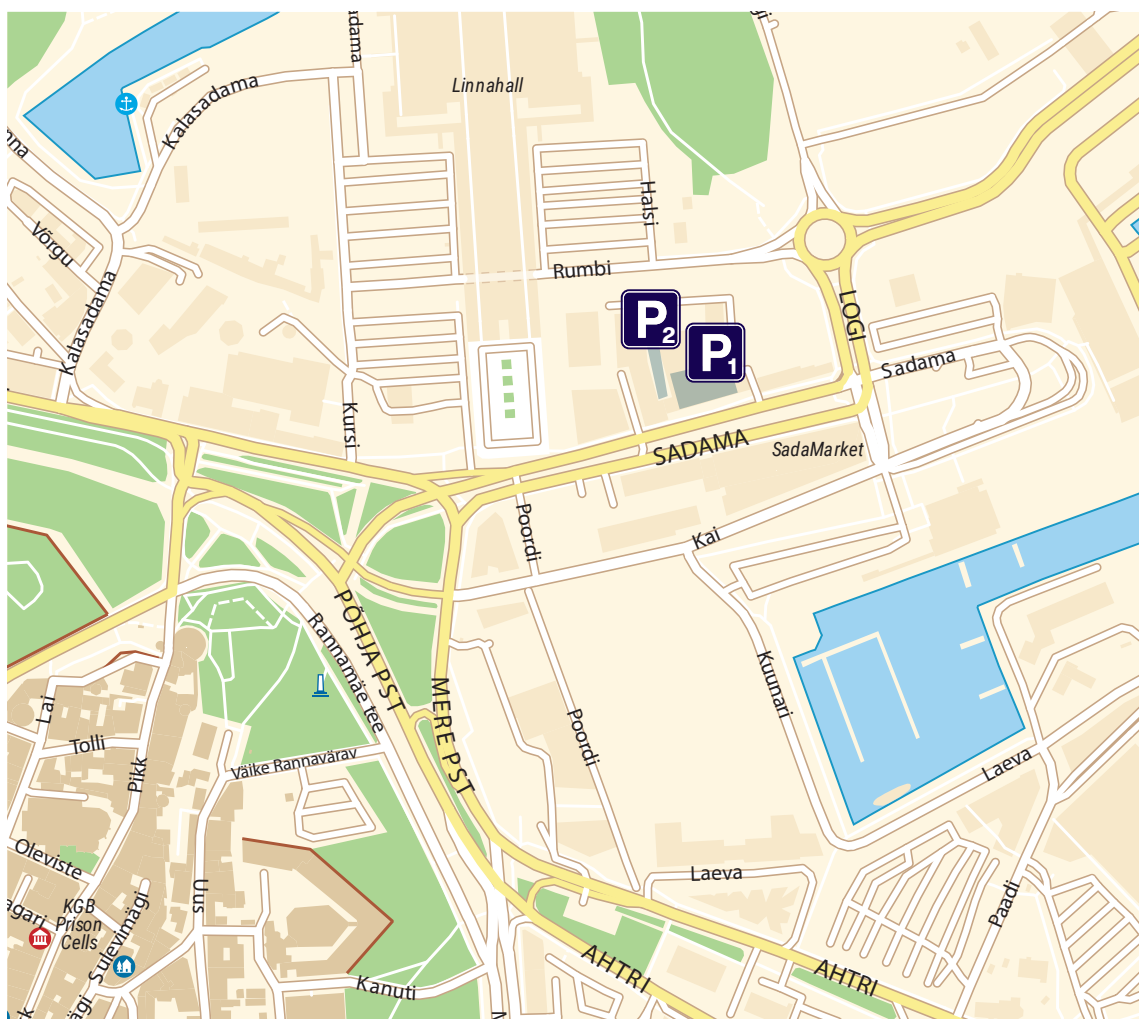 Linnahall
Kalasadama
Halsi
Võrgu
Rumbi
Kalasadama
P2
P1
LOGI
Sadama
Kursi
SADAMA
SadaMarket
Poordi
Kai
PÕHJA PST
Rannamäe tee
MERE PST
Kuunari
Poordi
Lai
Tolli
Pikk
Väike Rannavärav
Laeva
Oleviste
Uus
Laeva
KGB
Prison
Cells
Sulevimägi
Paadi
AHTRI
AHTRI
Kanuti